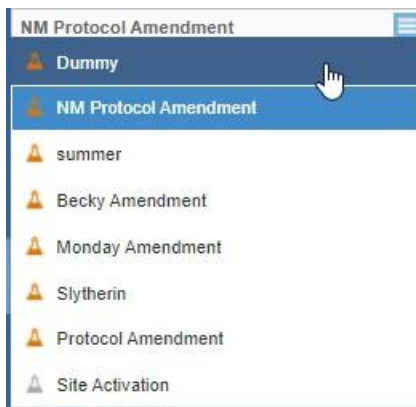 NM Protocol Amendment
Dummy
NM Protocol Amendment
summer
Becky Amendment
Monday Amendment
Slytherin
Protocol Amendment
Site Activation